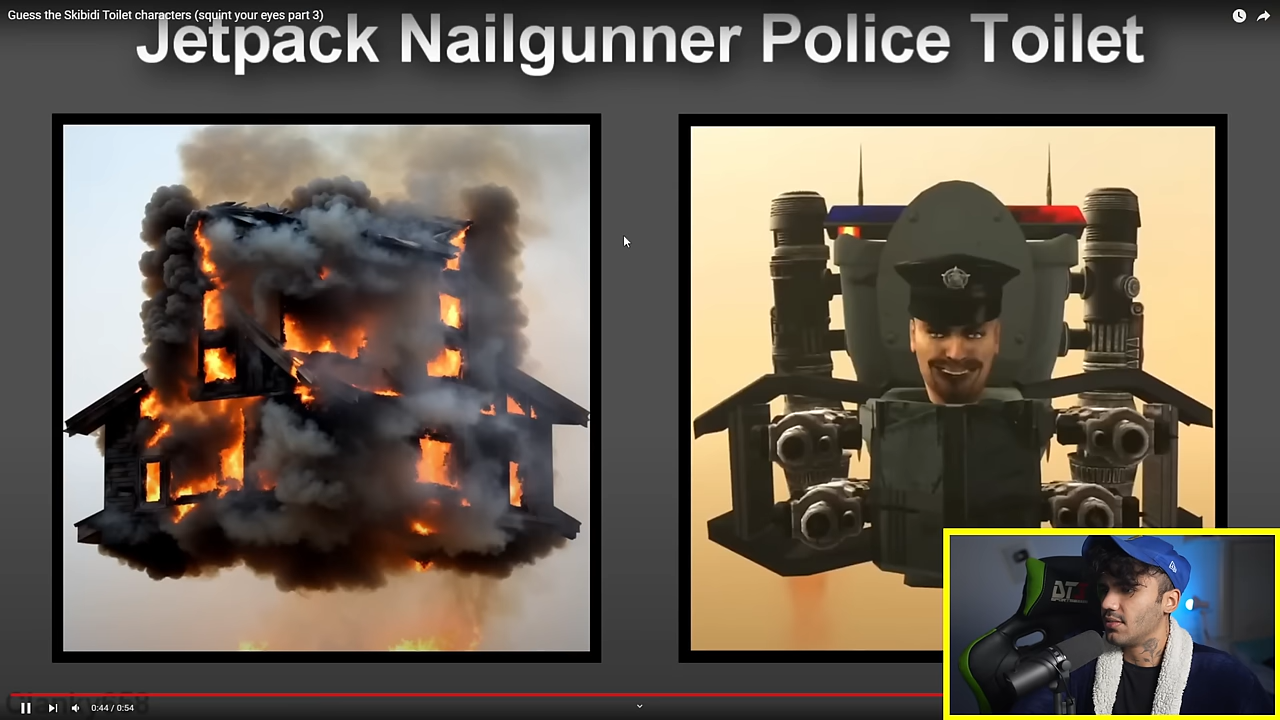 Guess the Skibidi Toilet characters (squint your eyes part 3)
Jetpack Nailgunner Police Toilet
0:44 / 0:54